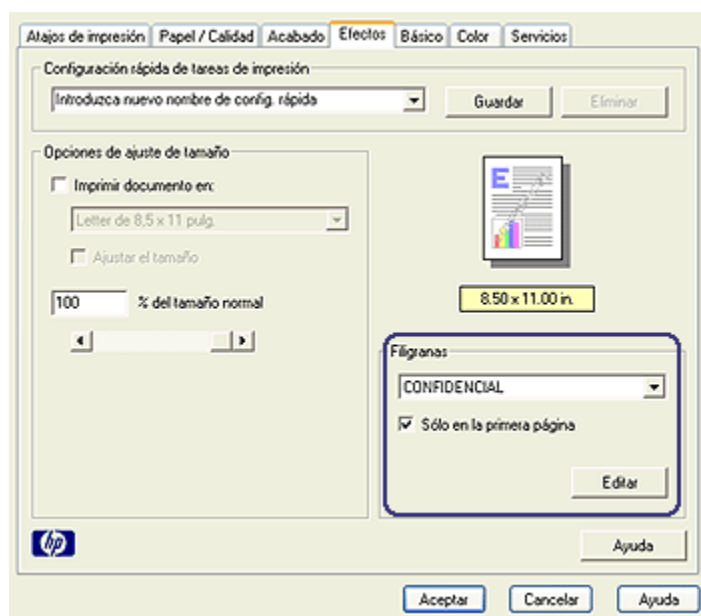 Atajos de impresión Papel / Calidad Acabado Efectos Básico Color Servicios
Configuración rápida de tareas de impresión
Introduzca nuevo nombre de config. rápida Guardar Eliminar
Opciones de ajuste de tamaño
Imprimir documento en:
Letter de 8,5 x 11 pulg.
Ajustar el tamaño
100 % del tamaño normal
E
8.50 x 11.00 in.
Filigranas
CONFIDENCIAL
Sólo en la primera página
Editar
hp Ayuda
Aceptar Cancelar Ayuda